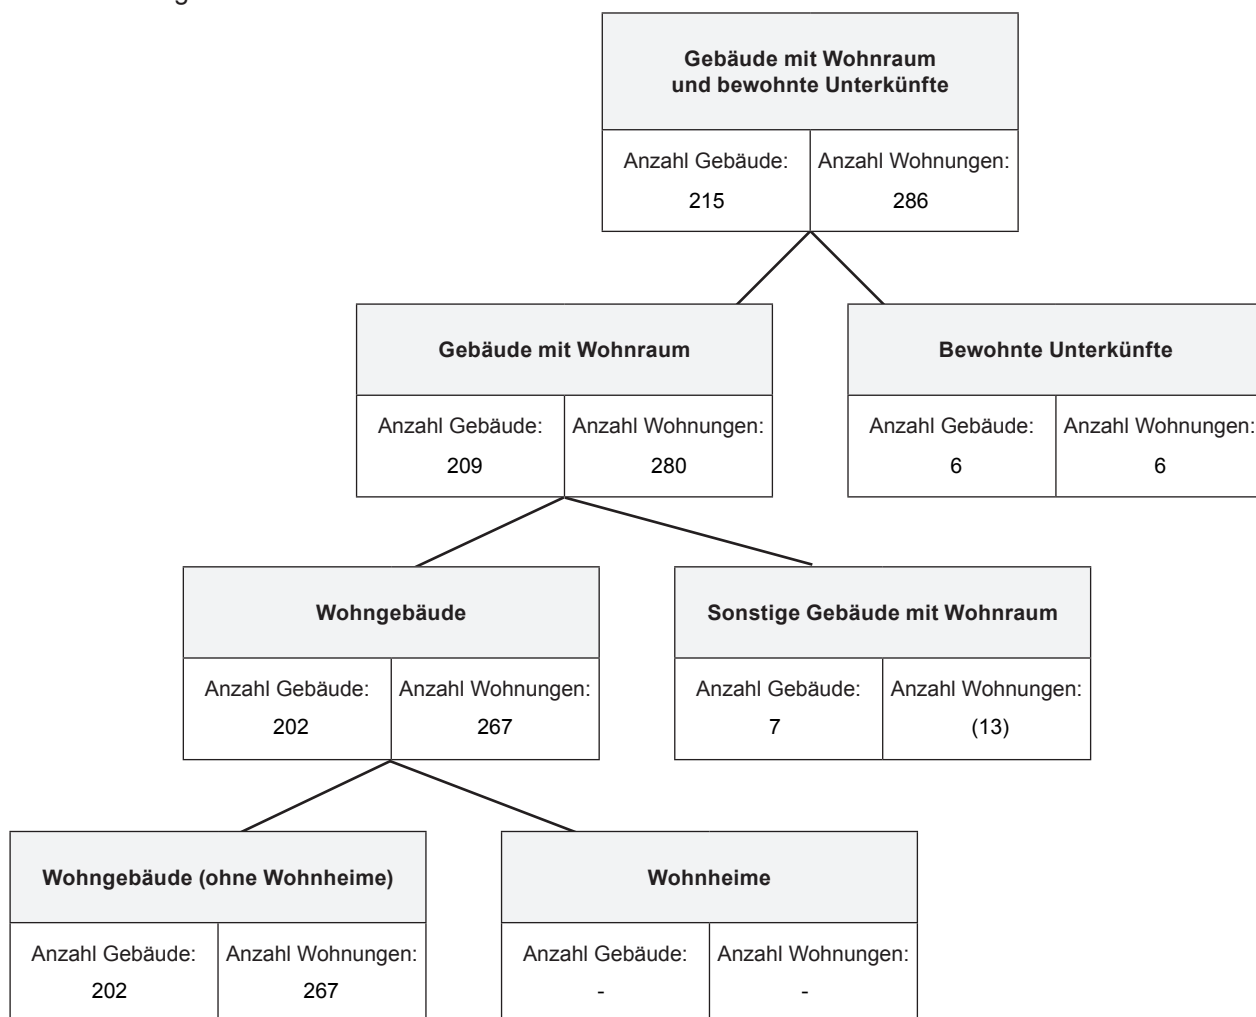 Gebäude mit Wohnraum
und bewohnte Unterkünfte
Anzahl Gebäude: Anzahl Wohnungen:
215 286
Gebäude mit Wohnraum Bewohnte Unterkünfte
Anzahl Gebäude: Anzahl Wohnungen: Anzahl Gebäude: Anzahl Wohnungen:
209 280 6 6
Wohngebäude Sonstige Gebäude mit Wohnraum
Anzahl Gebäude: Anzahl Wohnungen: Anzahl Gebäude: Anzahl Wohnungen:
202 267 7 (13)
Wohngebäude (ohne Wohnheime) Wohnheime
Anzahl Gebäude: Anzahl Wohnungen: Anzahl Gebäude: Anzahl Wohnungen:
202 267 - -